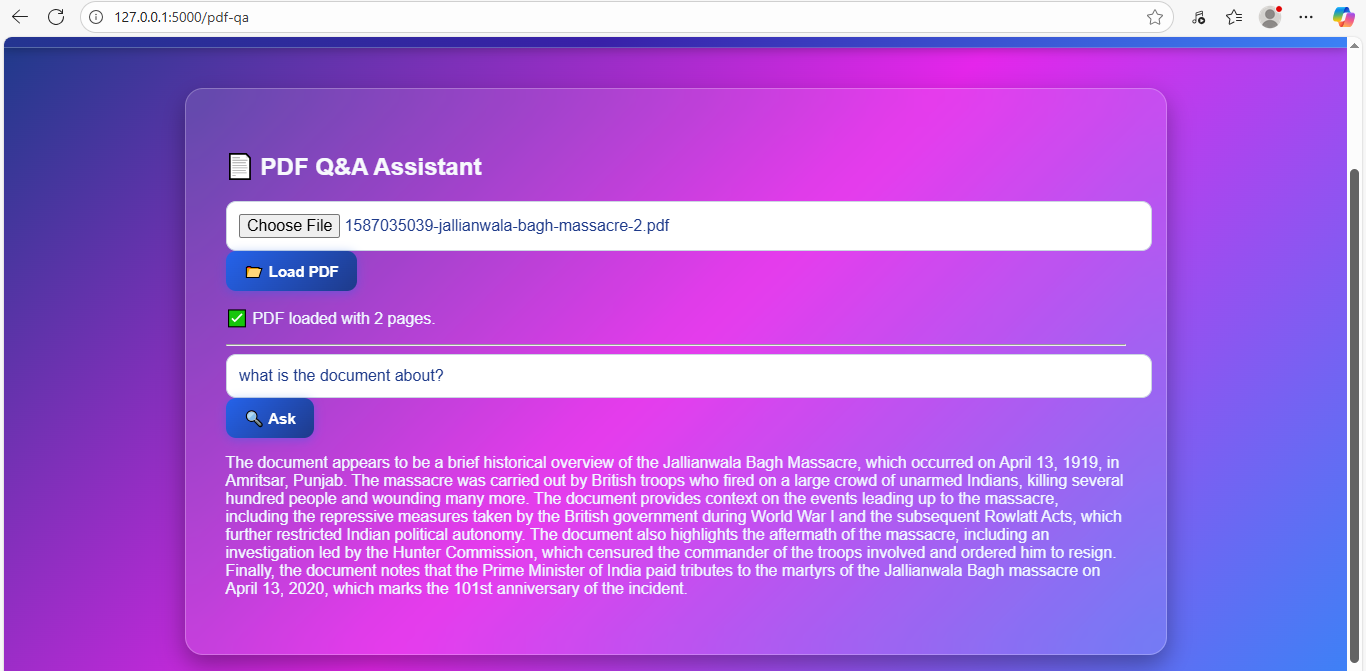 127.0.0.1:5000/pdf-qa
PDF Q&A Assistant
Choose File 1587035039-jallianwala-bagh-massacre-2.pdf
Load PDF
PDF loaded with 2 pages.
what is the document about?
Ask
The document appears to be a brief historical overview of the Jallianwala Bagh Massacre, which occurred on April 13, 1919, in
Amritsar, Punjab. The massacre was carried out by British troops who fired on a large crowd of unarmed Indians, killing several
hundred people and wounding many more. The document provides context on the events leading up to the massacre,
including the repressive measures taken by the British government during World War I and the subsequent Rowlatt Acts, which
further restricted Indian political autonomy. The document also highlights the aftermath of the massacre, including an
investigation led by the Hunter Commission, which censured the commander of the troops involved and ordered him to resign.
Finally, the document notes that the Prime Minister of India paid tributes to the martyrs of the Jallianwala Bagh massacre on
April 13, 2020, which marks the 101st anniversary of the incident.